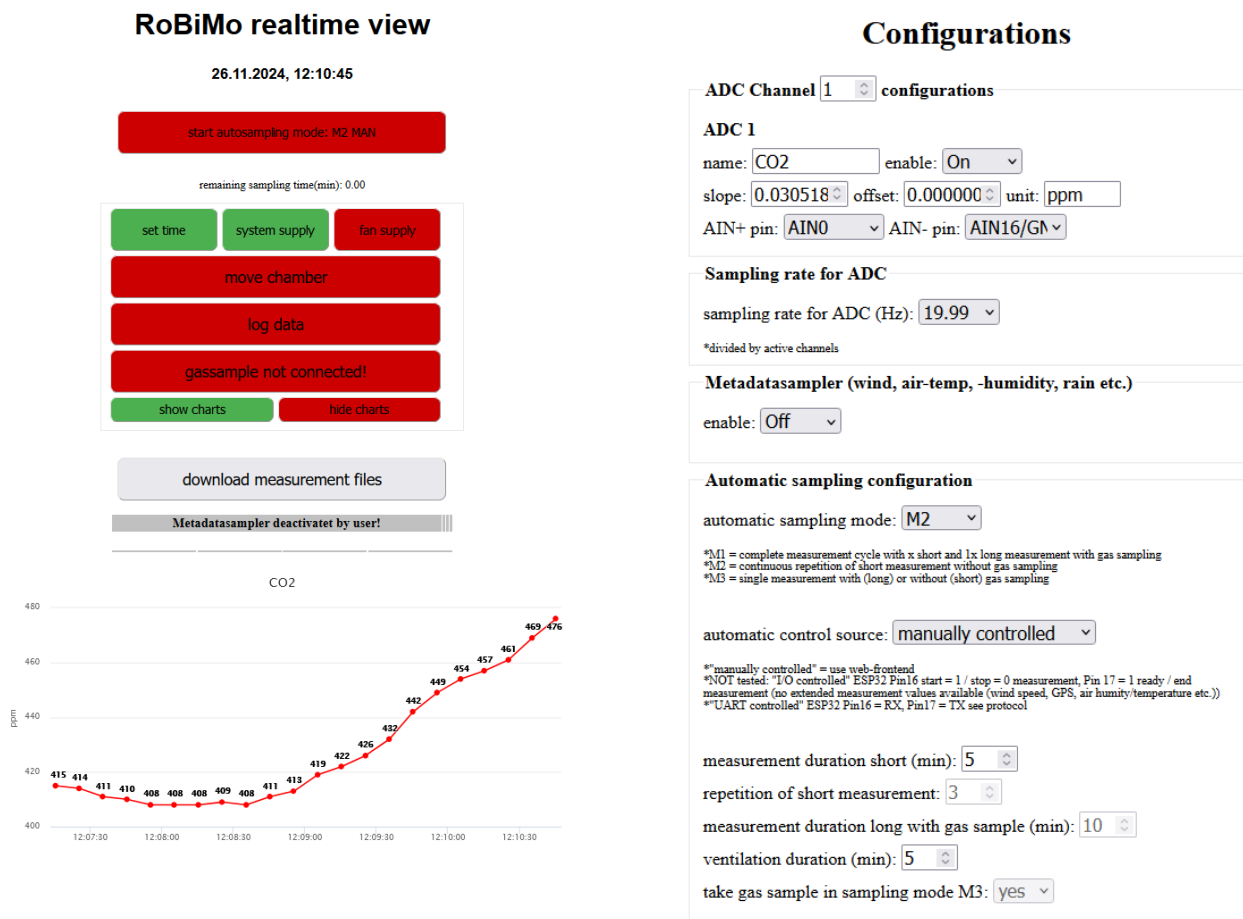 RoBiMo realtime view
26.11.2024, 12:10:45
start autosampling mode: M2 MAN
remaining sampling time(min): 0.00
set time system supply fan supply
move chamber
log data
gassample not connected!
show charts hide charts
download measurement files
Metadatasampler deactivatet by user!
CO2
480
460
440
420
400
ppm
415 414 411 410 408 408 408 409 408 411 413 419 422 426 432 442 449 454 457 461 469 476
12:07:30 12:08:00 12:08:30 12:09:00 12:09:30 12:10:00 12:10:30
Configurations
ADC Channel 1 configurations
ADC 1
name: CO2 enable: On
slope: 0.030518 offset: 0.000000 unit: ppm
AIN+ pin: AIN0 AIN- pin: AIN16/GN
Sampling rate for ADC
sampling rate for ADC (Hz): 19.99
*divided by active channels
Metadatasampler (wind, air-temp, -humidity, rain etc.)
enable: Off
Automatic sampling configuration
automatic sampling mode: M2
*M1 = complete measurement cycle with x short and 1x long measurement with gas sampling
*M2 = continuous repetition of short measurement without gas sampling
*M3 = single measurement with (long) or without (short) gas sampling
automatic control source: manually controlled
*"manually controlled" = use web-frontend
*NOT tested: "I/O controlled" ESP32 Pin16 start = 1 / stop = 0 measurement, Pin 17 = 1 ready / end
measurement (no extended measurement values available (wind speed, GPS, air humity/temperature etc.))
*"UART controlled" ESP32 Pin16 = RX, Pin17 = TX see protocol
measurement duration short (min): 5
repetition of short measurement: 3
measurement duration long with gas sample (min): 10
ventilation duration (min): 5
take gas sample in sampling mode M3: yes